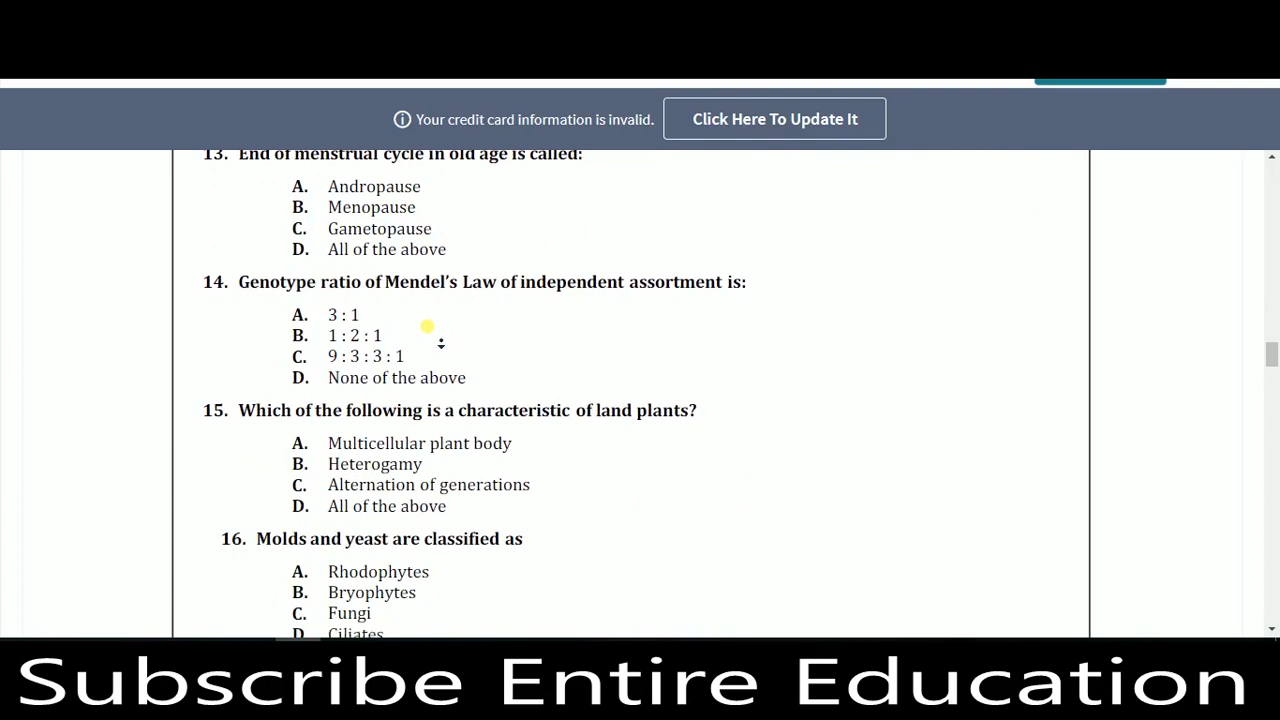 Your credit card information is invalid. Click Here To Update It
13. End of menstrual cycle in old age is called:
A. Andropause
B. Menopause
C. Gametopause
D. All of the above
14. Genotype ratio of Mendel's Law of independent assortment is:
A. 3 : 1
B. 1 : 2 : 1
C. 9 : 3 : 3 : 1
D. None of the above
15. Which of the following is a characteristic of land plants?
A. Multicellular plant body
B. Heterogamy
C. Alternation of generations
D. All of the above
16. Molds and yeast are classified as
A. Rhodophytes
B. Bryophytes
C. Fungi
D. Ciliates
Subscribe Entire Education